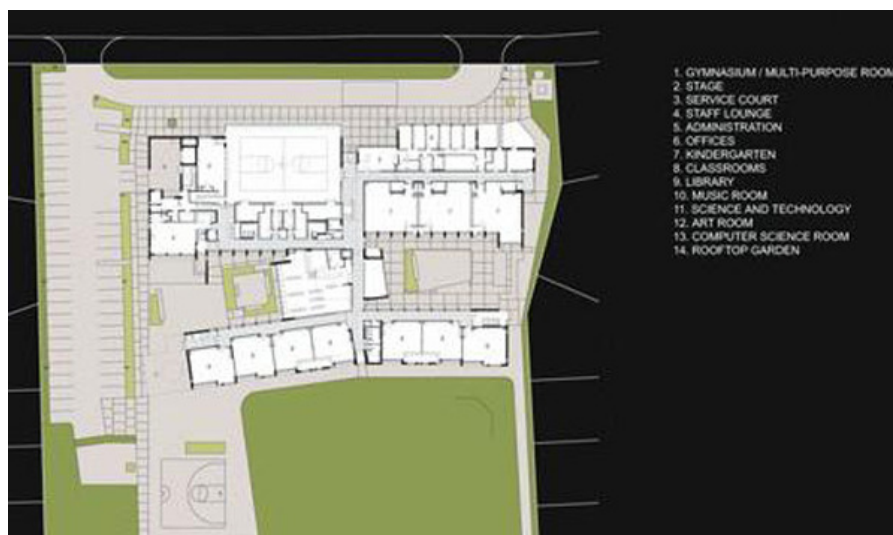 1. GYMNASIUM / MULTI-PURPOSE ROOM
2. STAGE
3. SERVICE COURT
4. STAFF LOUNGE
5. ADMINISTRATION
6. OFFICES
7. KINDERGARTEN
8. CLASSROOMS
9. LIBRARY
10. MUSIC ROOM
11. SCIENCE AND TECHNOLOGY
12. ART ROOM
13. COMPUTER SCIENCE ROOM
14. ROOFTOP GARDEN